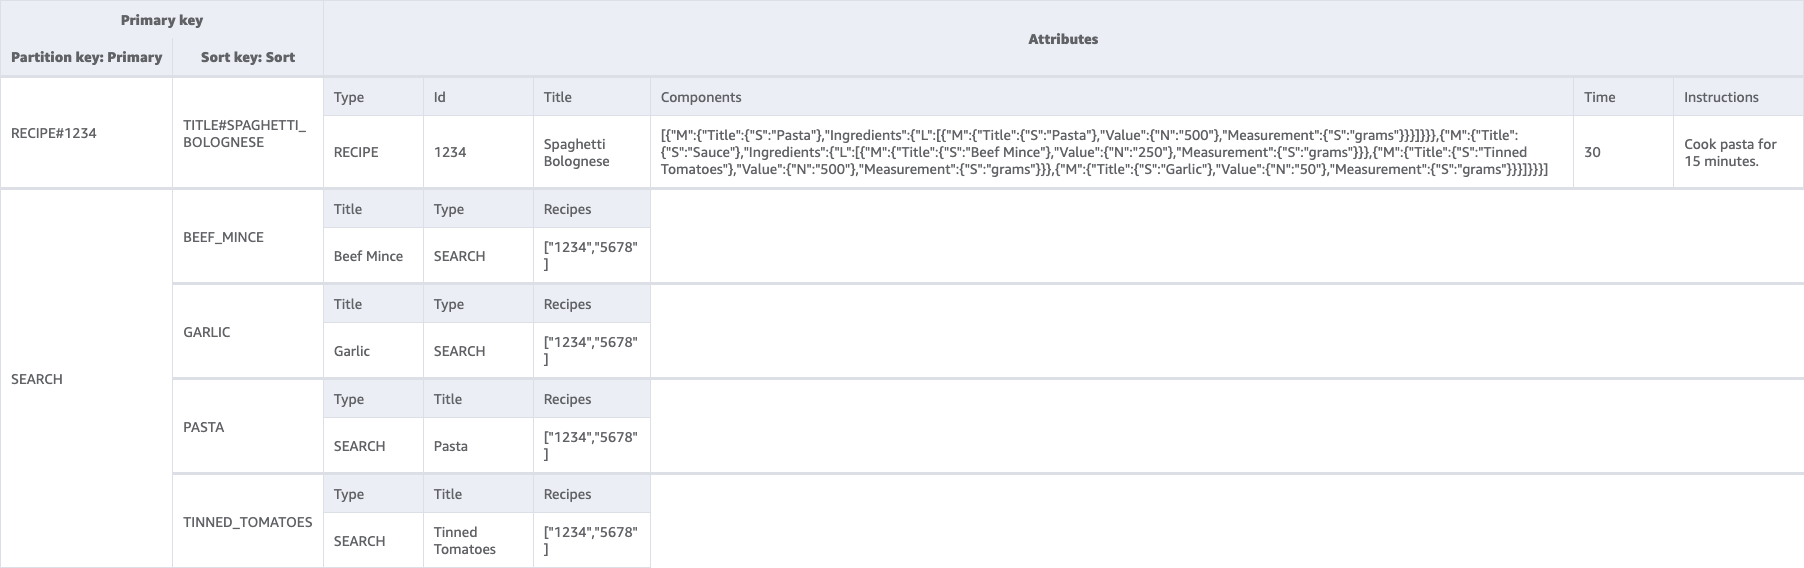 Primary key
Attributes
Partition key: Primary
Sort key: Sort
Type
Id
Title
Components
Time
Instructions
RECIPE#1234
TITLE#SPAGHETTI_
BOLOGNESE
RECIPE
1234
Spaghetti
Bolognese
[{"M":{"Title":{"S":"Pasta"},"Ingredients":{"L":[{"M":{"Title":{"S":"Pasta"},"Value":{"N":"500"},"Measurement":{"S":"grams"}}}]}}},{"M":{"Title":
{"S":"Sauce"},"Ingredients":{"L":[{"M":{"Title":{"S":"Beef Mince"},"Value":{"N":"250"},"Measurement":{"S":"grams"}}},{"M":{"Title":{"S":"Tinned
Tomatoes"},"Value":{"N":"500"},"Measurement":{"S":"grams"}}},{"M":{"Title":{"S":"Garlic"},"Value":{"N":"50"},"Measurement":{"S":"grams"}}}]}}}]
30
Cook pasta for
15 minutes.
SEARCH
BEEF_MINCE
Title
Type
Recipes
Beef Mince
SEARCH
["1234","5678"
]
GARLIC
Title
Type
Recipes
Garlic
SEARCH
["1234","5678"
]
PASTA
Type
Title
Recipes
SEARCH
Pasta
["1234","5678"
]
TINNED_TOMATOES
Type
Title
Recipes
SEARCH
Tinned
Tomatoes
["1234","5678"
]